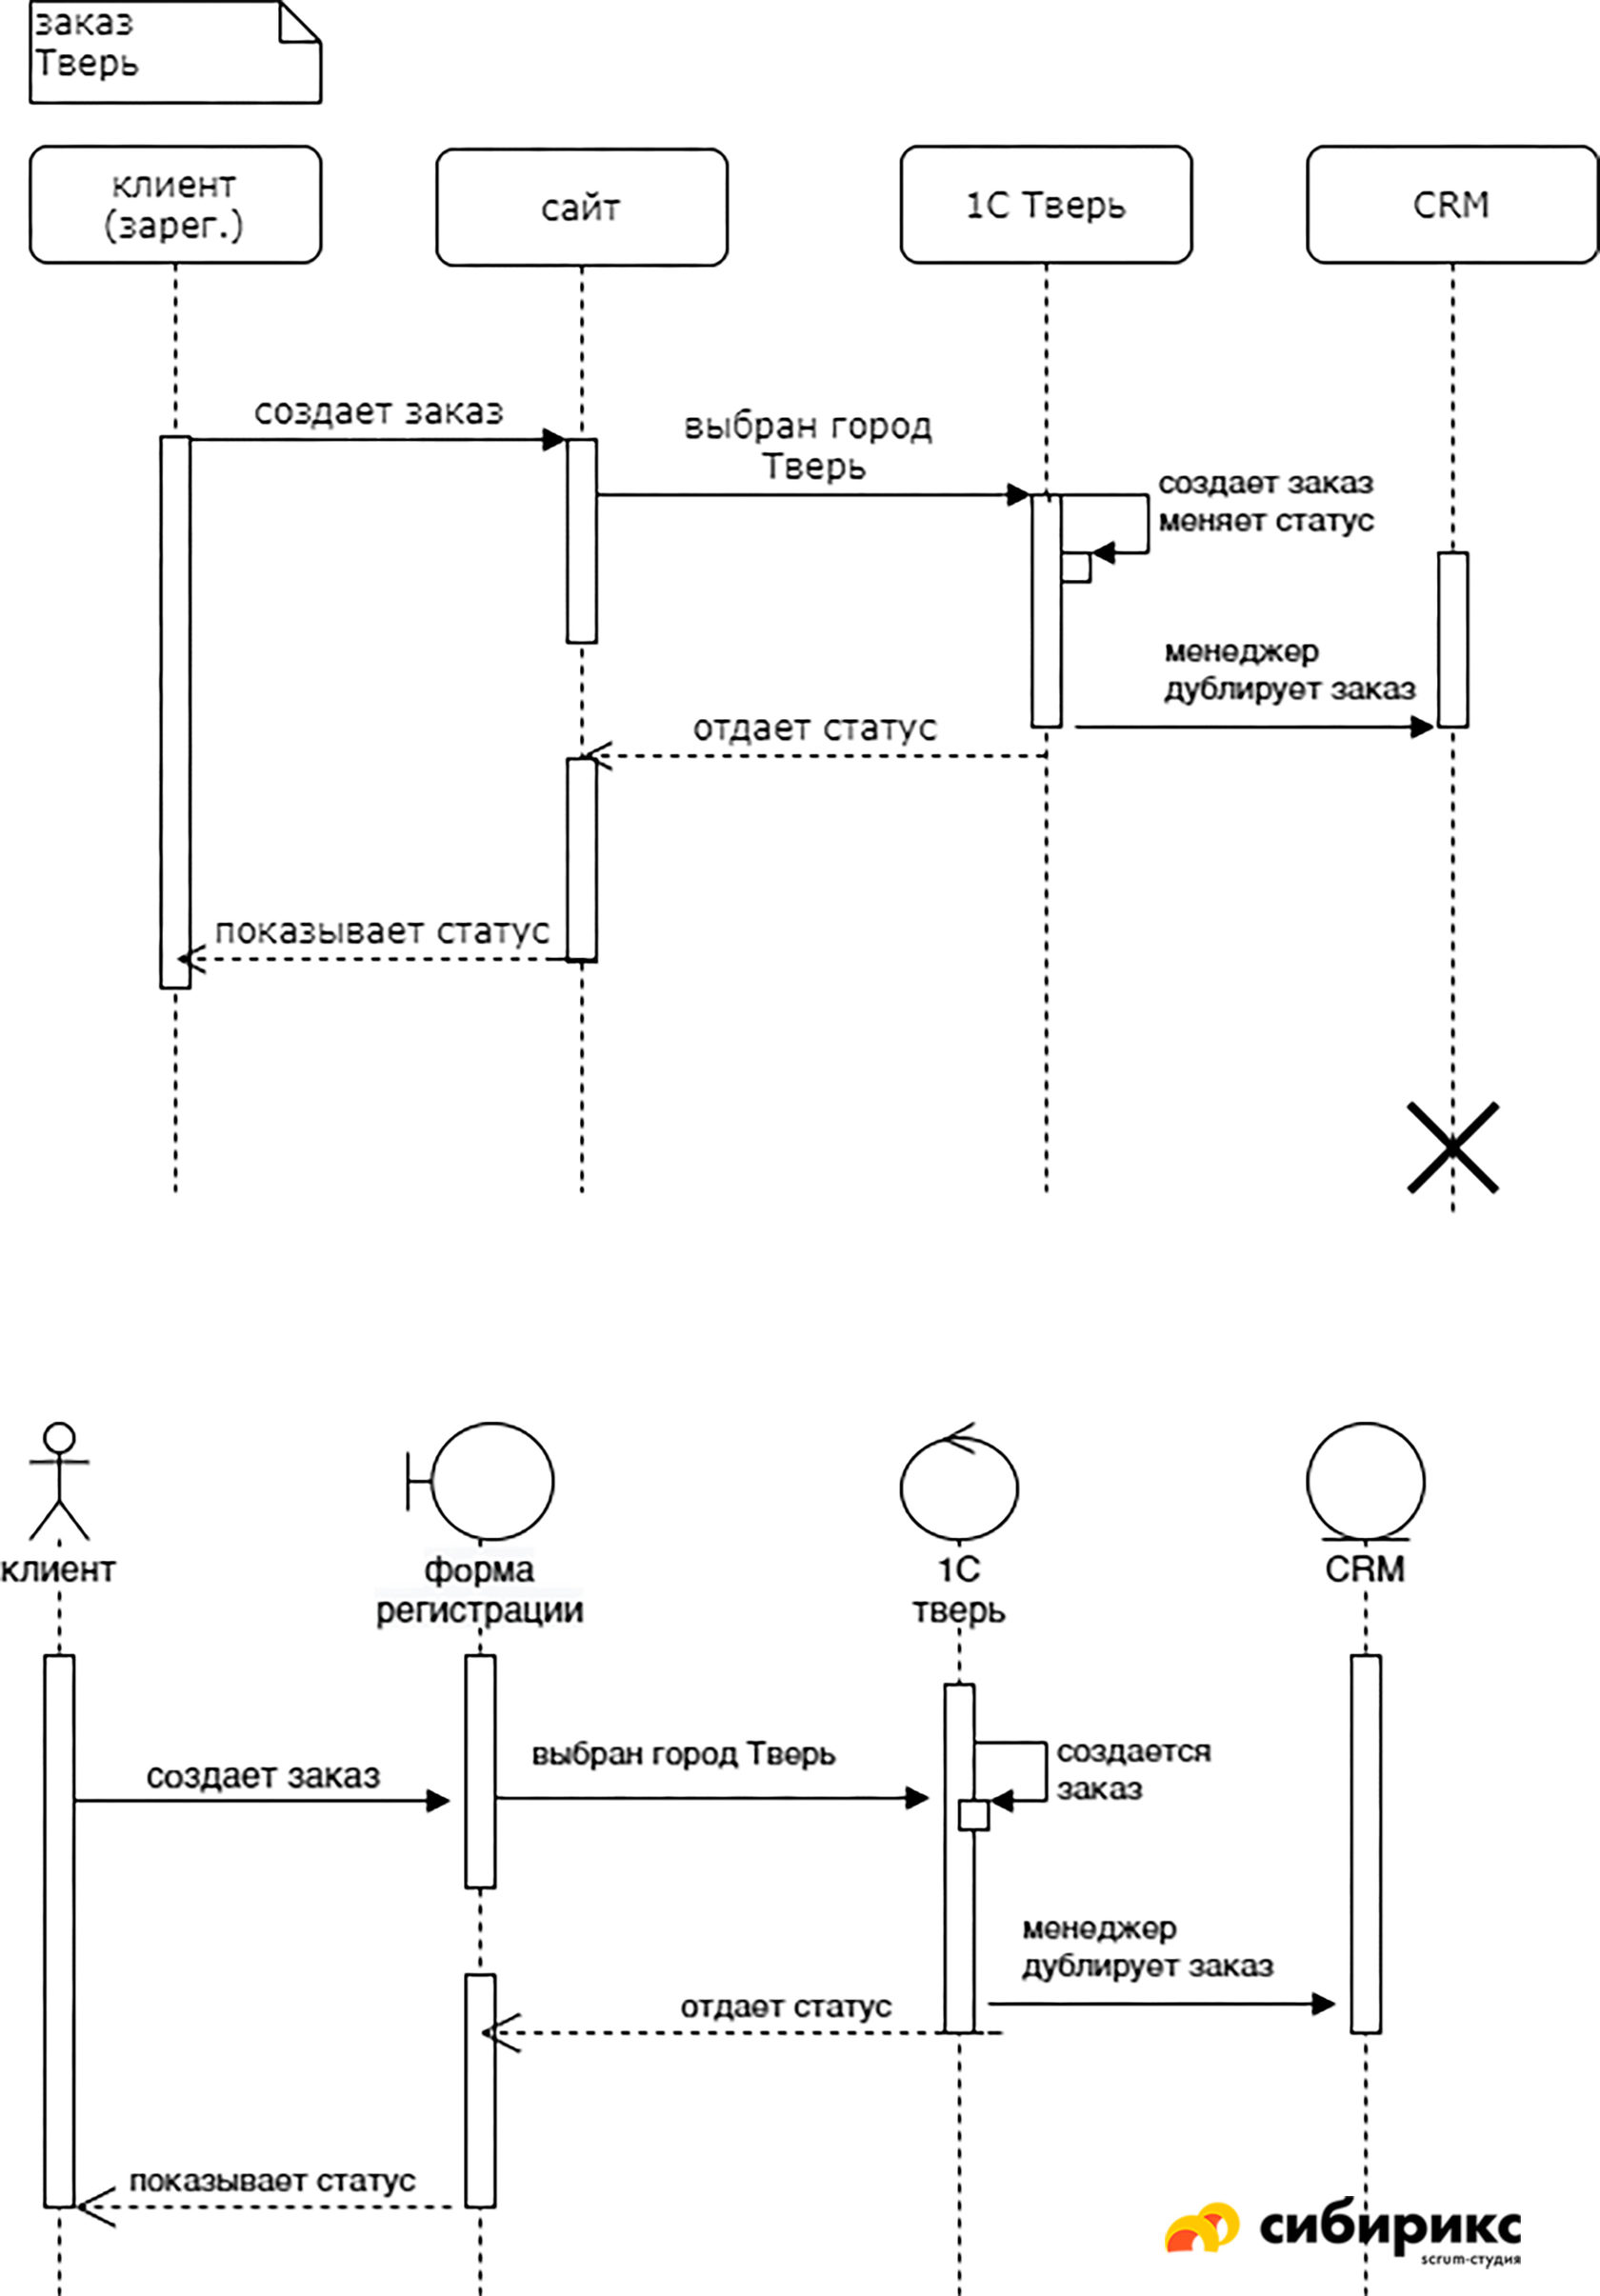 заказ
Тверь
клиент
(зарег.)
сайт
1С Тверь
CRM
создает заказ
выбран город
Тверь
создает заказ
меняет статус
менеджер
дублирует заказ
отдает статус
показывает статус
клиент
форма
регистрации
1С
тверь
CRM
создает заказ
выбран город Тверь
создается
заказ
менеджер
дублирует заказ
отдает статус
показывает статус
сибирикс
scrum-студия